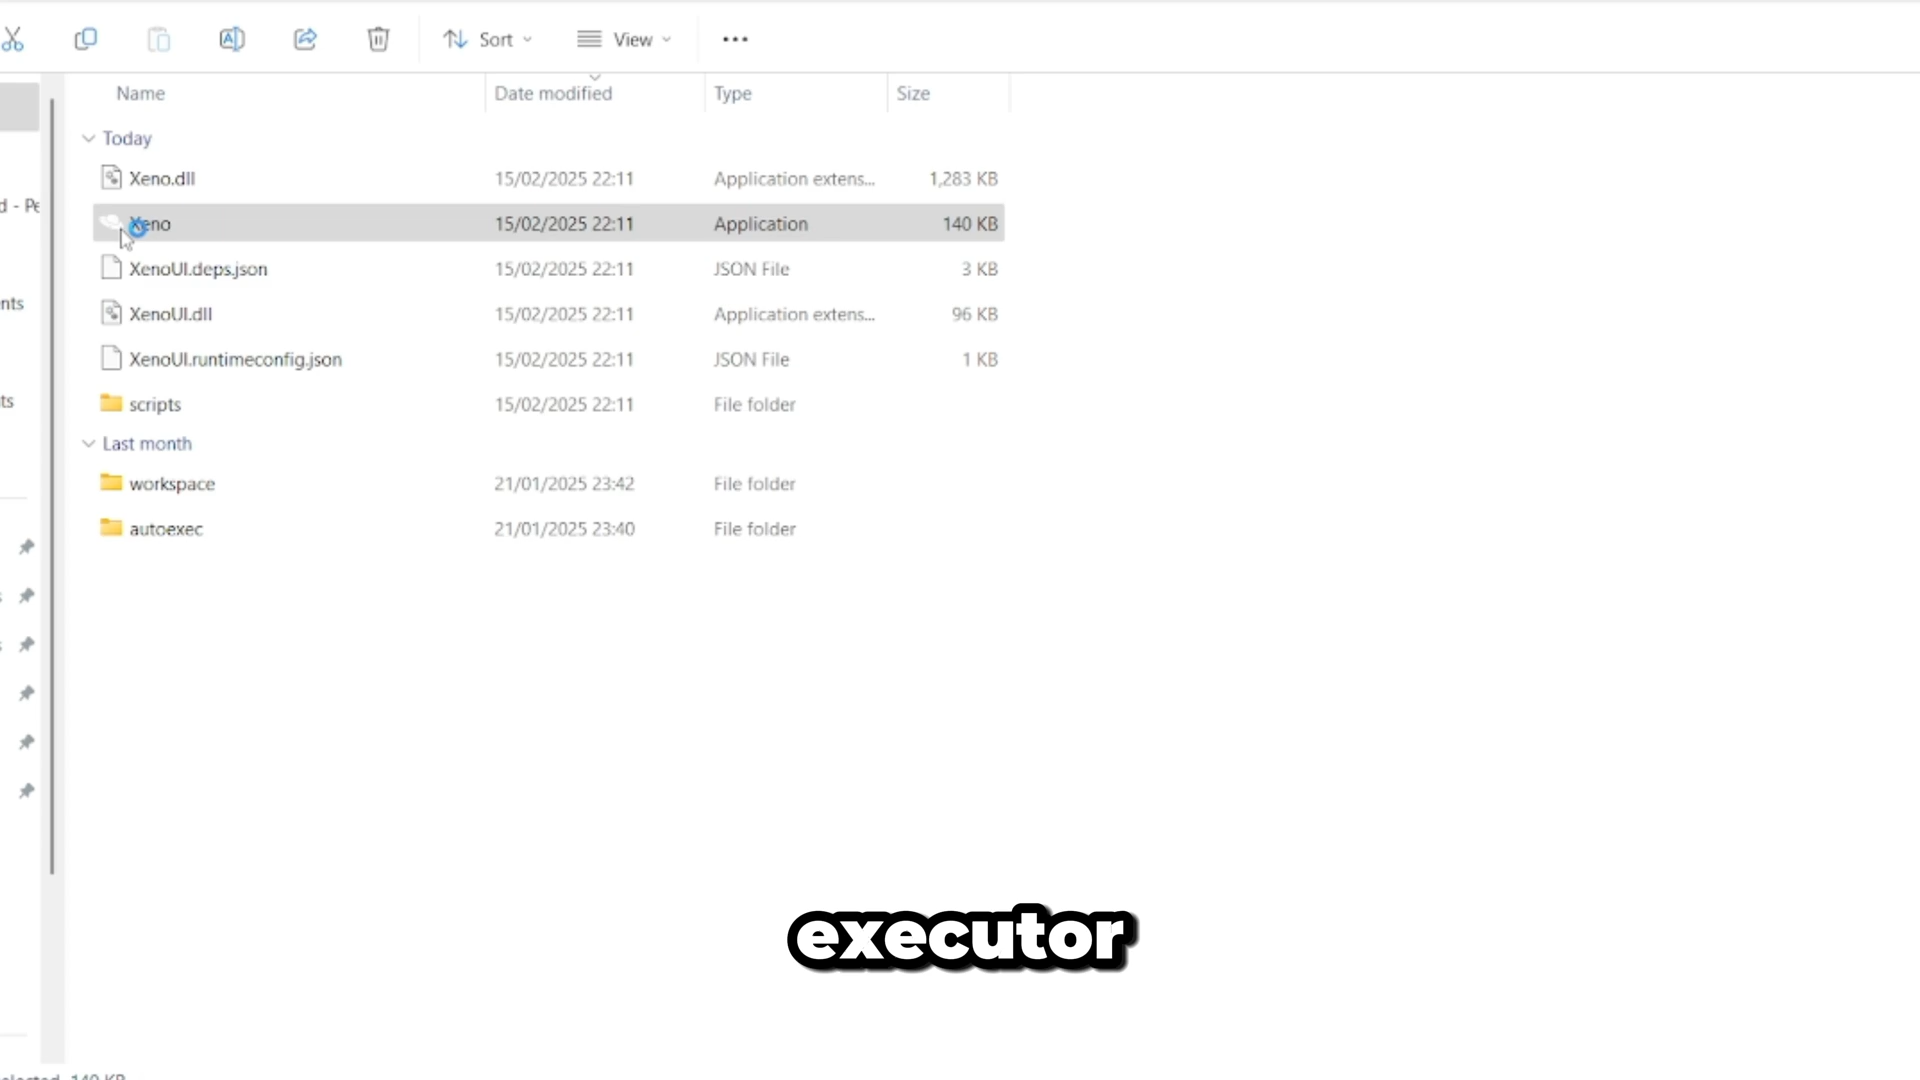 Sort View
Name Date modified Type Size
Today
Xeno.dll 15/02/2025 22:11 Application extens... 1,283 KB
Xeno 15/02/2025 22:11 Application 140 KB
XenoUI.deps.json 15/02/2025 22:11 JSON File 3 KB
XenoUI.dll 15/02/2025 22:11 Application extens... 96 KB
XenoUI.runtimeconfig.json 15/02/2025 22:11 JSON File 1 KB
scripts 15/02/2025 22:11 File folder
Last month
workspace 21/01/2025 23:42 File folder
autoexec 21/01/2025 23:40 File folder
d - Pe
nts
ts
executor